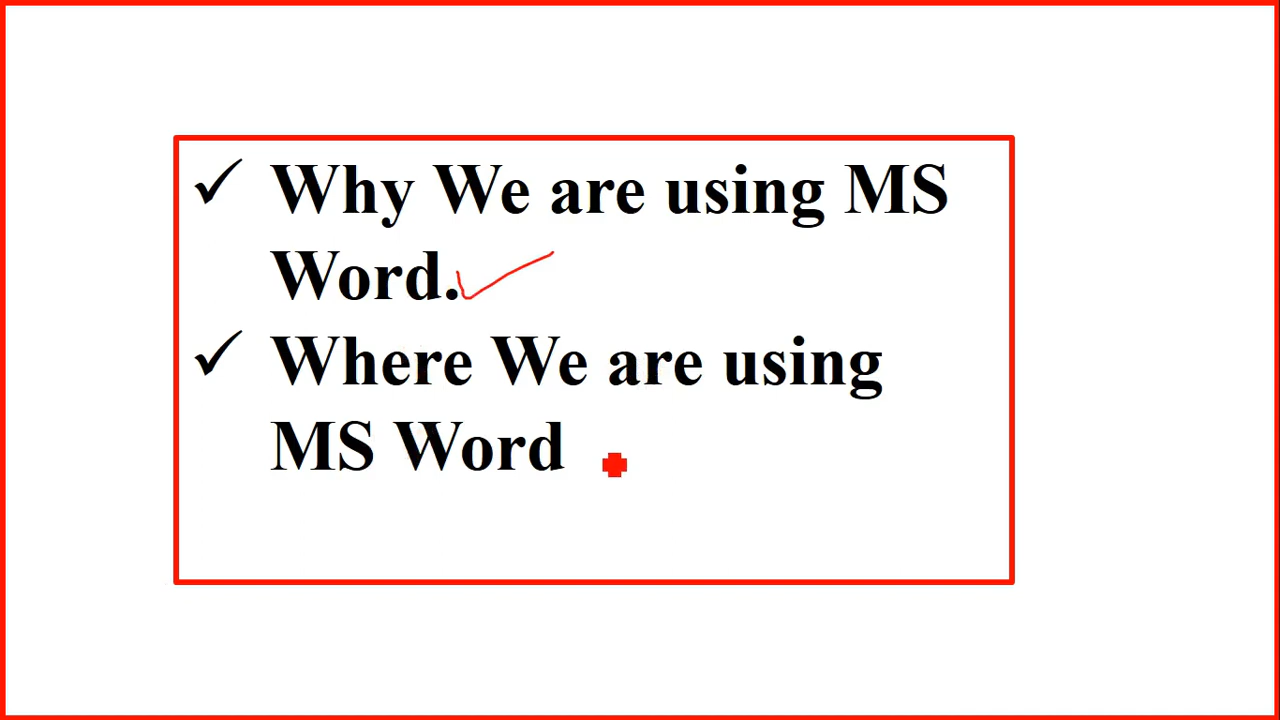 ✓ Why We are using MS
Word.
✓ Where We are using
MS Word